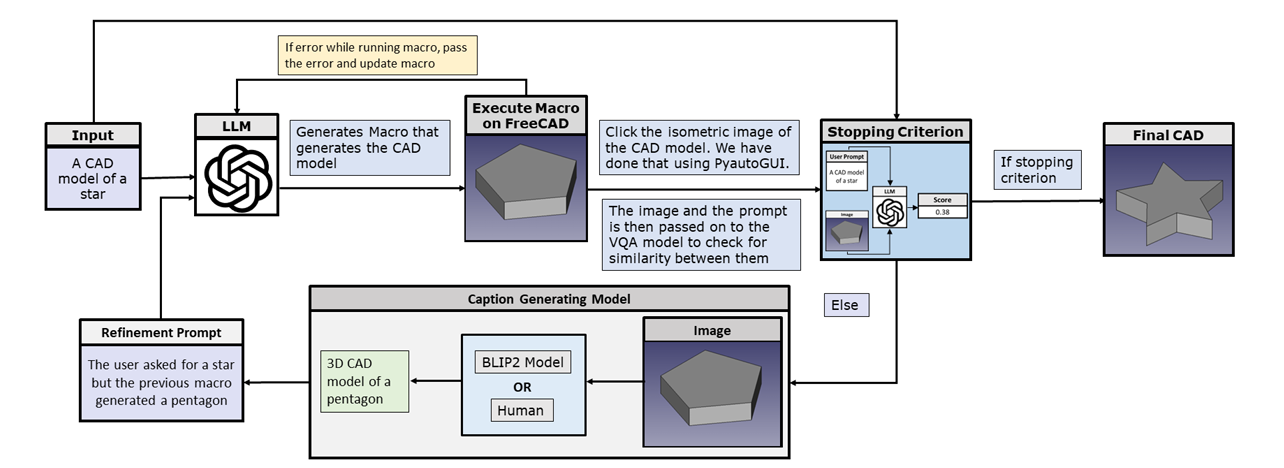 If error while running macro, pass
the error and update macro
Input
A CAD
model of a
star
LLM
Generates Macro that
generates the CAD
model
Execute Macro
on FreeCAD
Click the isometric image of
the CAD model. We have
done that using PyautoGUI.
The image and the prompt
is then passed on to the
VQA model to check for
similarity between them
Stopping Criterion
User Prompt
A CAD model
of a star
LLM
Image
Score
0.38
If stopping
criterion
Final CAD
Else
Caption Generating Model
Image
BLIP2 Model
OR
Human
3D CAD
model of a
pentagon
Refinement Prompt
The user asked for a star
but the previous macro
generated a pentagon